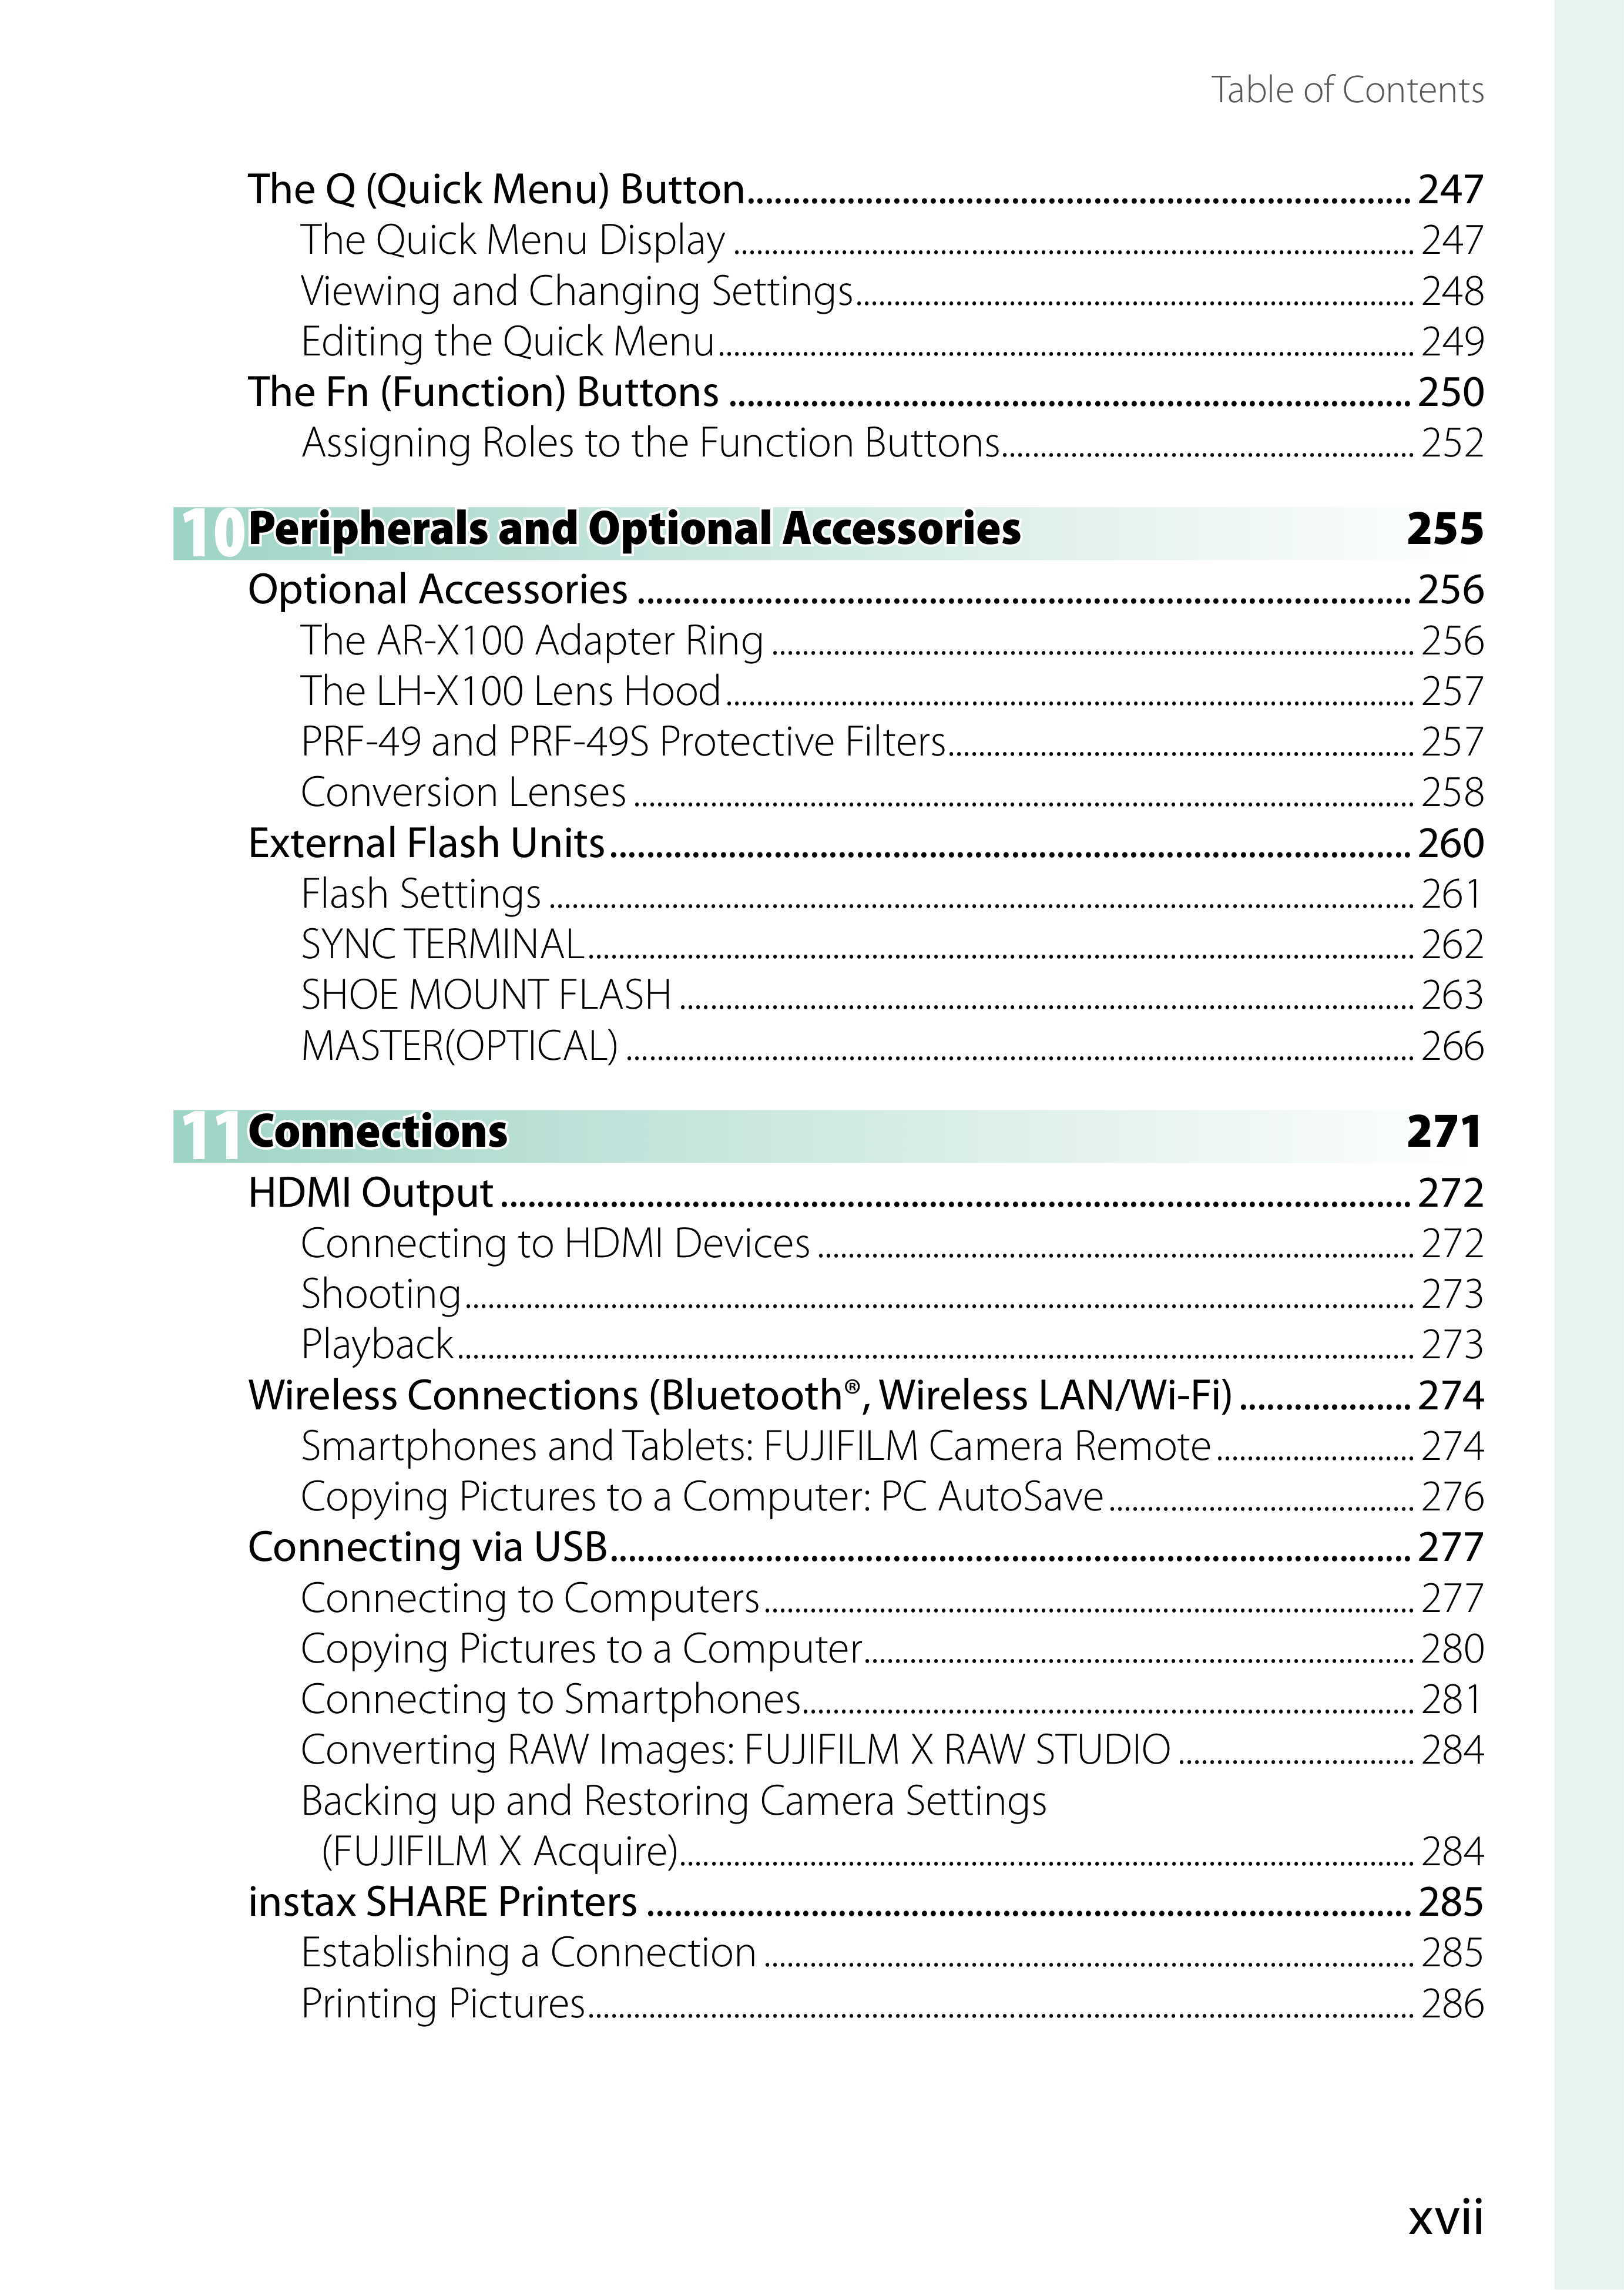 Table of Contents
The Q (Quick Menu) Button.......................................................................... 247
The Quick Menu Display ......................................................................................... 247
Viewing and Changing Settings......................................................................... 248
Editing the Quick Menu........................................................................................... 249
The Fn (Function) Buttons ............................................................................ 250
Assigning Roles to the Function Buttons...................................................... 252
10 Peripherals and Optional Accessories 255
Optional Accessories ...................................................................................... 256
The AR-X100 Adapter Ring .................................................................................... 256
The LH-X100 Lens Hood.......................................................................................... 257
PRF-49 and PRF-49S Protective Filters............................................................. 257
Conversion Lenses ...................................................................................................... 258
External Flash Units......................................................................................... 260
Flash Settings ................................................................................................................. 261
SYNC TERMINAL............................................................................................................ 262
SHOE MOUNT FLASH ................................................................................................ 263
MASTER(OPTICAL) ....................................................................................................... 266
11 Connections 271
HDMI Output ..................................................................................................... 272
Connecting to HDMI Devices .............................................................................. 272
Shooting............................................................................................................................ 273
Playback............................................................................................................................. 273
Wireless Connections (Bluetooth®, Wireless LAN/Wi-Fi) ................... 274
Smartphones and Tablets: FUJIFILM Camera Remote.......................... 274
Copying Pictures to a Computer: PC AutoSave........................................ 276
Connecting via USB......................................................................................... 277
Connecting to Computers..................................................................................... 277
Copying Pictures to a Computer........................................................................ 280
Connecting to Smartphones................................................................................ 281
Converting RAW Images: FUJIFILM X RAW STUDIO ............................... 284
Backing up and Restoring Camera Settings
(FUJIFILM X Acquire)................................................................................................ 284
instax SHARE Printers ..................................................................................... 285
Establishing a Connection ..................................................................................... 285
Printing Pictures............................................................................................................ 286
xvii